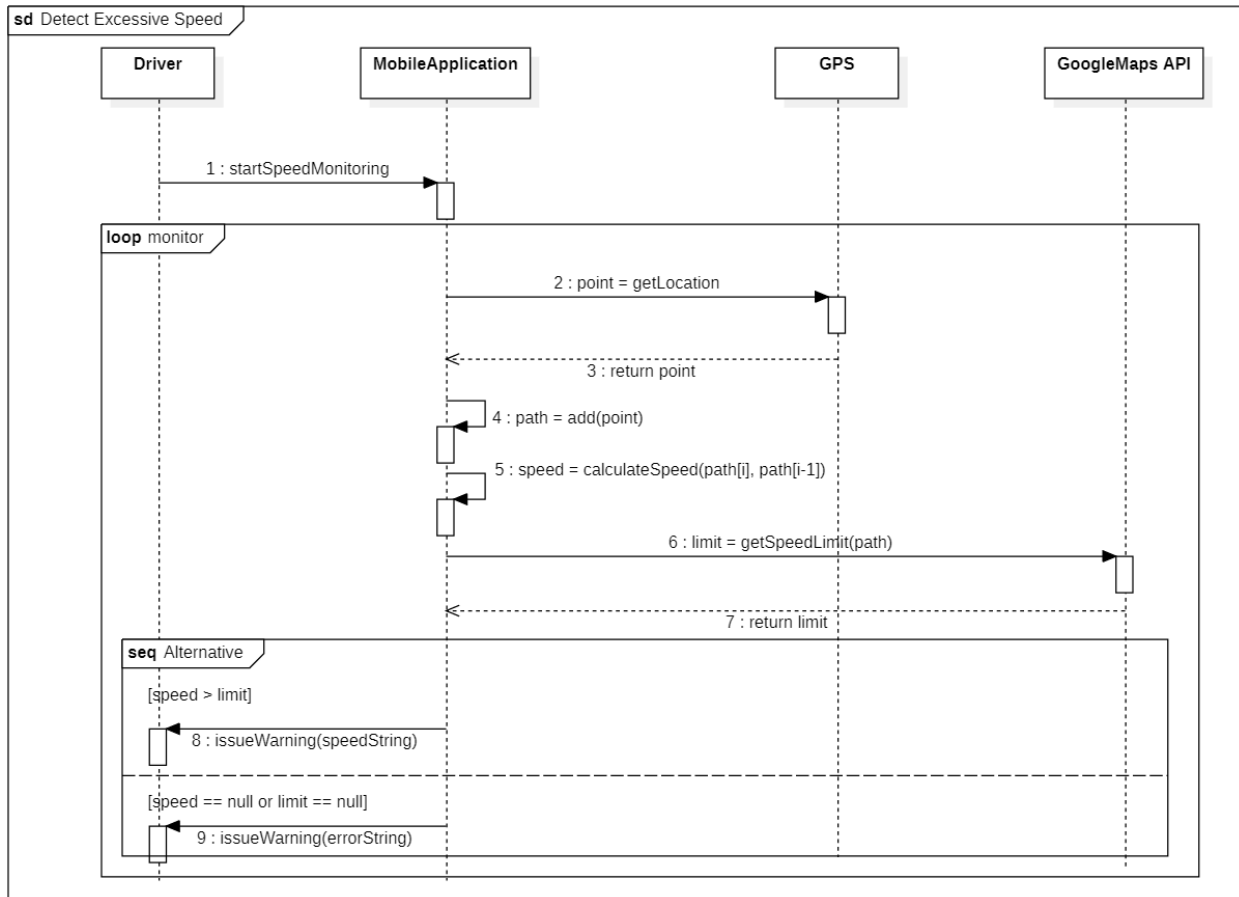 sd Detect Excessive Speed
Driver
MobileApplication
GPS
GoogleMaps API
1 : startSpeedMonitoring
loop monitor
2 : point = getLocation
3 : return point
4 : path = add(point)
5 : speed = calculateSpeed(path[i], path[i-1])
6 : limit = getSpeedLimit(path)
7 : return limit
seq Alternative
[speed > limit]
8 : issueWarning(speedString)
[speed == null or limit == null]
9 : issueWarning(errorString)